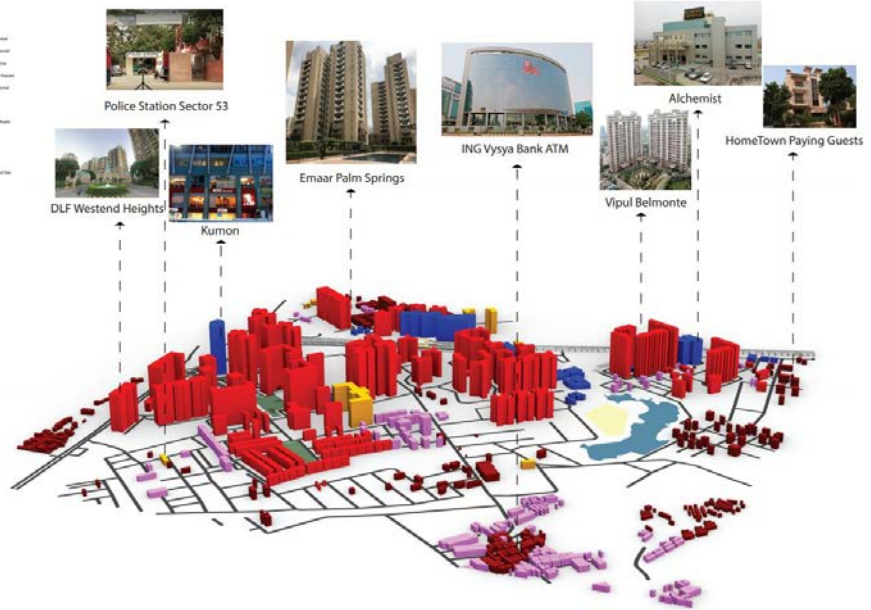 Police Station Sector 53
DLF Westend Heights
Kumon
Emaar Palm Springs
ING Vysya Bank ATM
Alchemist
Vipul Belmonte
HomeTown Paying Guests